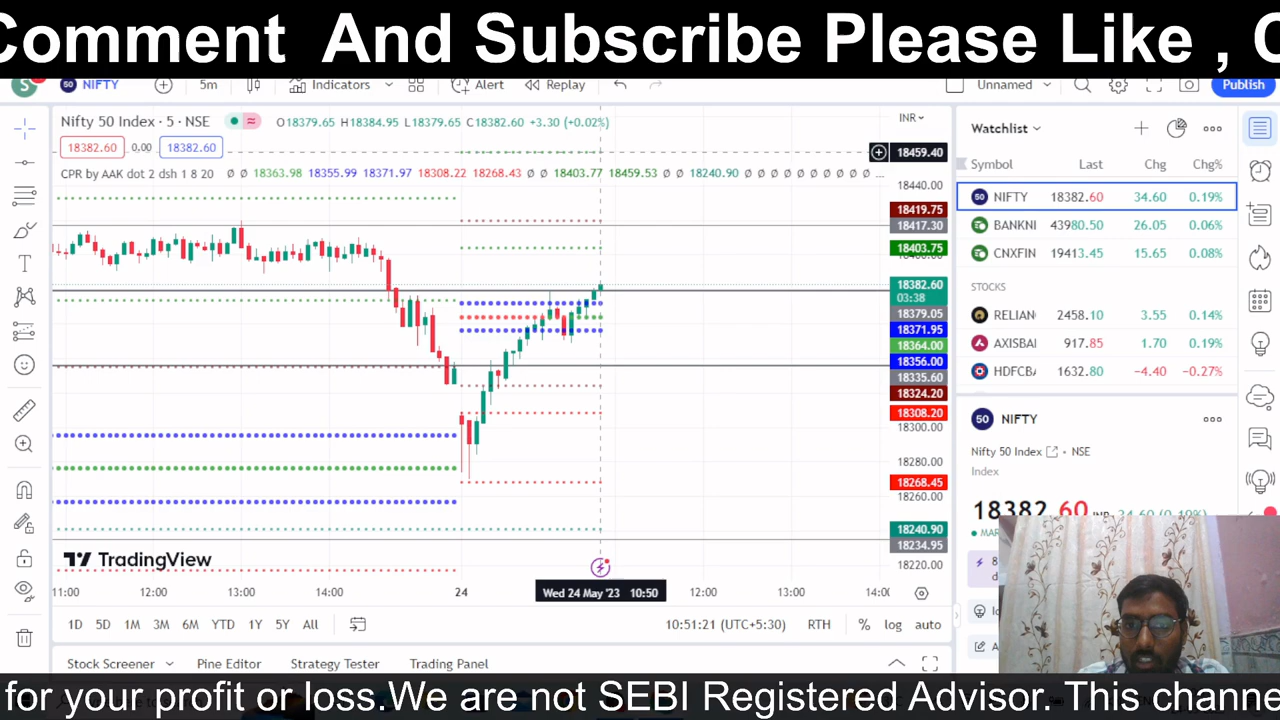 Comment And Subscribe Please Like , C
NIFTY
5m
Indicators
Alert
Replay
Unnamed
Publish
Nifty 50 Index · 5 · NSE
O18379.65 H18384.95 L18379.65 C18382.60 +3.30 (+0.02%)
INR
18382.60 0.00 18382.60
CPR by AAK dot 2 dsh 1 8 20 ∅ ∅ 18363.98 18355.99 18371.97 18308.22 18268.43 ∅ ∅ 18403.77 18459.53 ∅ ∅ 18240.90 ∅ ∅ ∅ ∅ ∅ ∅ ∅ ∅ ∅ ∅ ...
18459.40
18440.00
18419.75
18417.30
18403.75
18382.60
03:38
18379.05
18371.95
18364.00
18356.00
18335.60
18324.20
18308.20
18300.00
18280.00
18268.45
18260.00
18240.90
18234.95
18220.00
TradingView
11:00 12:00 13:00 14:00 24 Wed 24 May '23 10:50 12:00 13:00 14:00
1D 5D 1M 3M 6M YTD 1Y 5Y All
10:51:21 (UTC+5:30) RTH % log auto
Stock Screener Pine Editor Strategy Tester Trading Panel
Watchlist
Symbol Last Chg Chg%
50 NIFTY 18382.60 34.60 0.19%
BANKNI 43980.50 26.05 0.06%
CNXFIN 19413.45 15.65 0.08%
STOCKS
RELIAN 2458.10 3.55 0.14%
AXISBAI 917.85 1.70 0.19%
HDFCB 1632.80 −4.40 −0.27%
50 NIFTY
Nifty 50 Index · NSE
Index
18382.60 INR 34.60 (0.19%)
for your profit or loss.We are not SEBI Registered Advisor. This channe